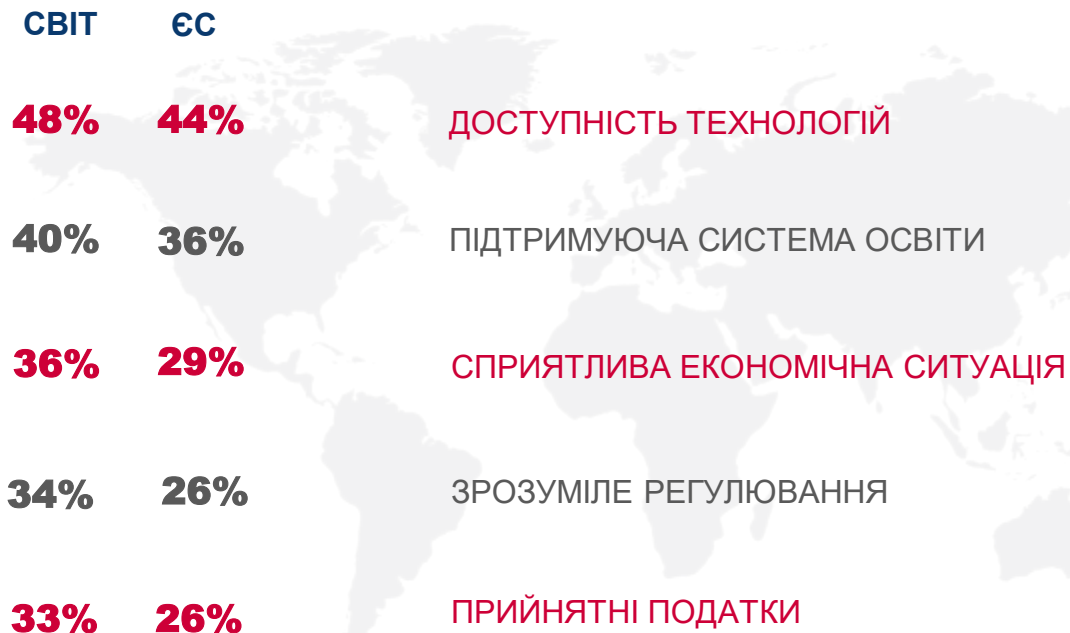 СВІТ ЄС
48% 44% ДОСТУПНІСТЬ ТЕХНОЛОГІЙ
40% 36% ПІДТРИМУЮЧА СИСТЕМА ОСВІТИ
36% 29% СПРИЯТЛИВА ЕКОНОМІЧНА СИТУАЦІЯ
34% 26% ЗРОЗУМІЛЕ РЕГУЛЮВАННЯ
33% 26% ПРИЙНЯТНІ ПОДАТКИ